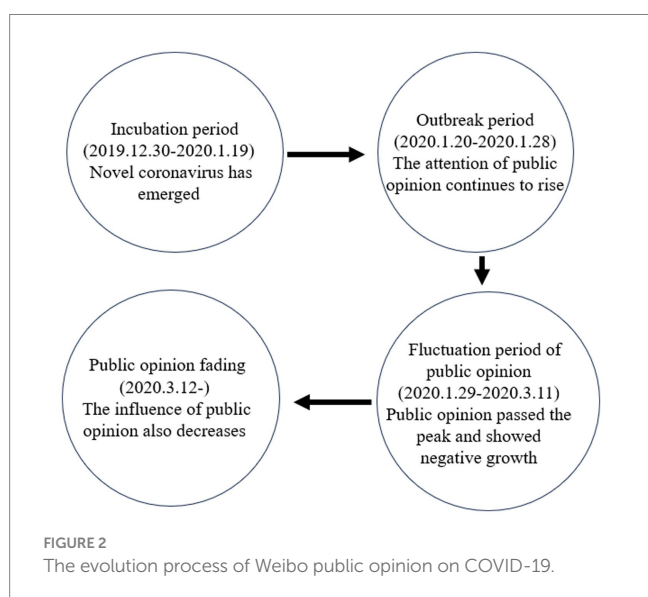 Incubation period
(2019.12.30-2020.1.19)
Novel coronavirus has
emerged
Outbreak period
(2020.1.20-2020.1.28)
The attention of public
opinion continues to rise
Fluctuation period of
public opinion
(2020.1.29-2020.3.11)
Public opinion passed the
peak and showed
negative growth
Public opinion fading
(2020.3.12-)
The influence of public
opinion also decreases
FIGURE 2
The evolution process of Weibo public opinion on COVID-19.